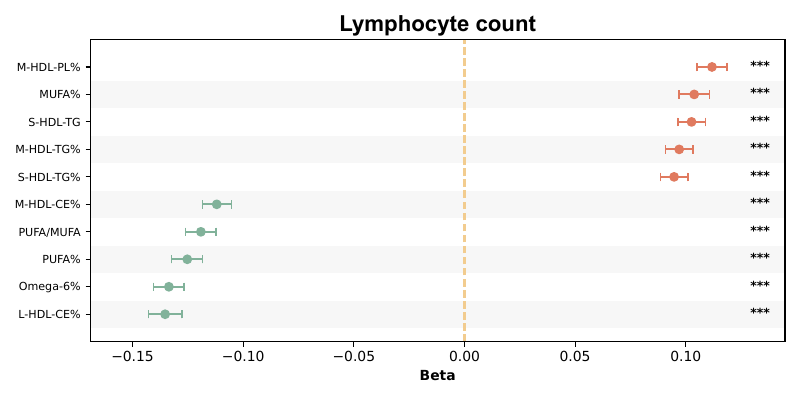 Lymphocyte count
M-HDL-PL% ***
MUFA% ***
S-HDL-TG ***
M-HDL-TG% ***
S-HDL-TG% ***
M-HDL-CE% ***
PUFA/MUFA ***
PUFA% ***
Omega-6% ***
L-HDL-CE% ***
−0.15 −0.10 −0.05 0.00 0.05 0.10
Beta